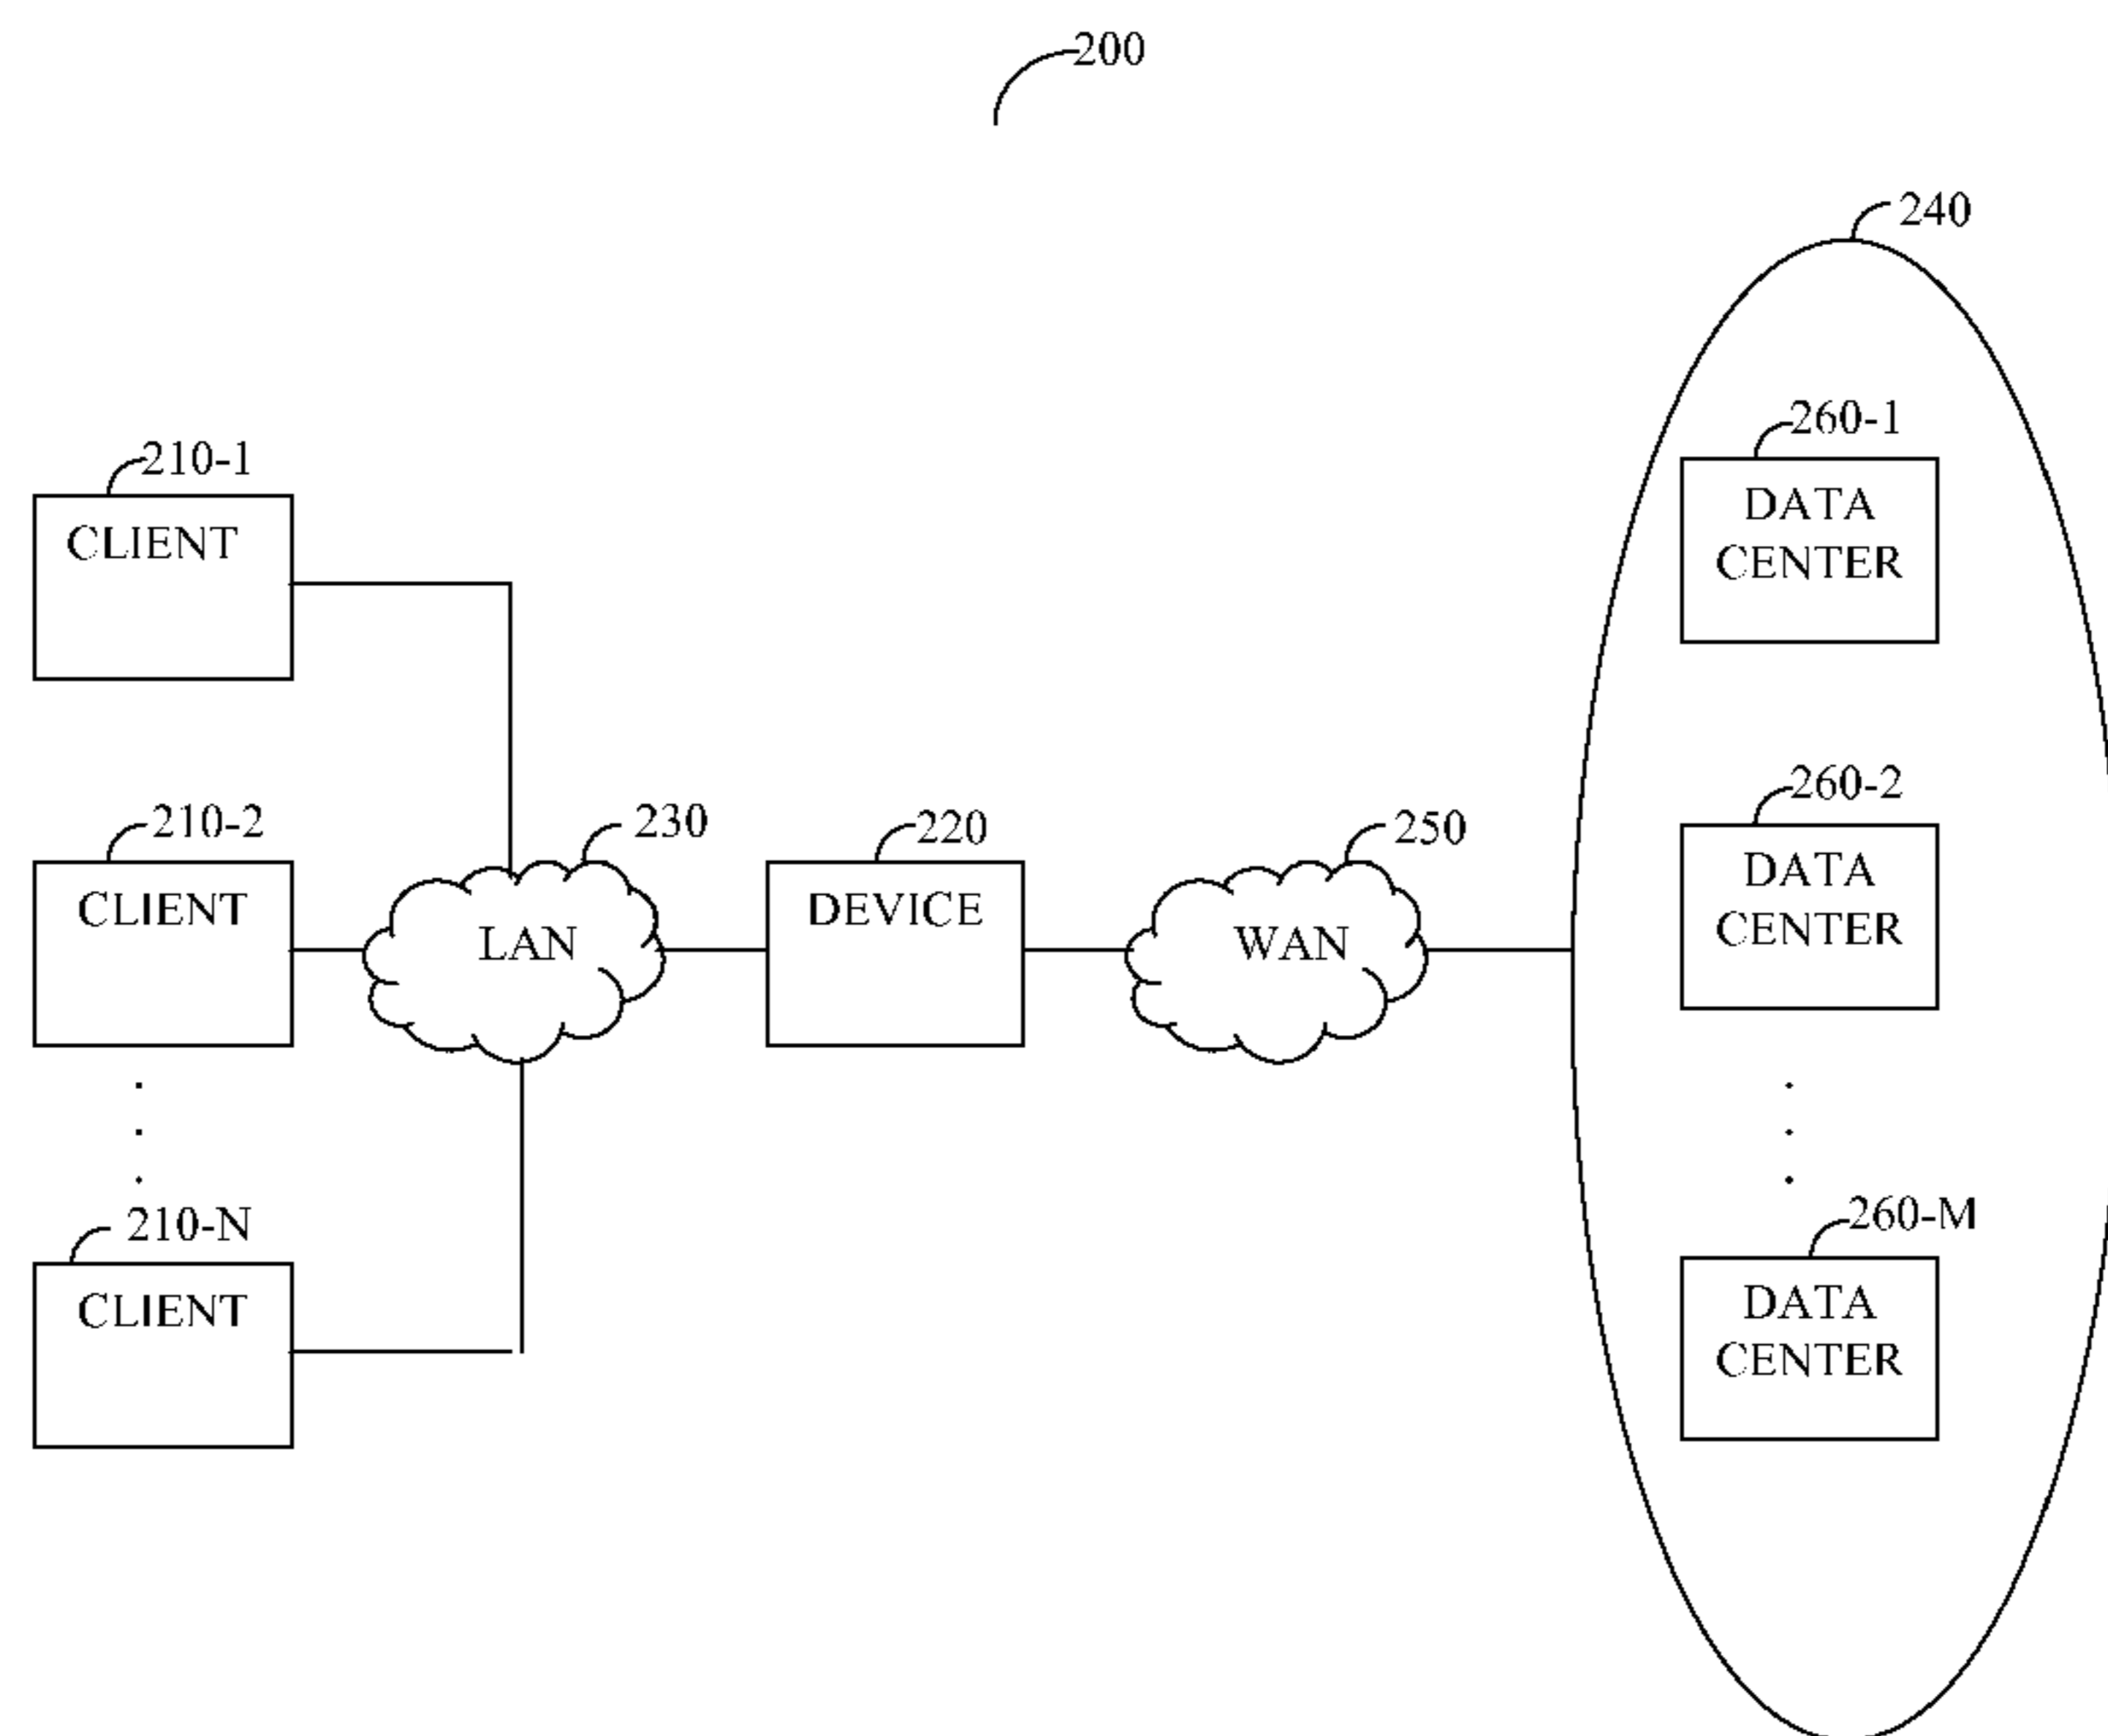 200
240
260-1
DATA
CENTER
210-1
CLIENT
260-2
DATA
CENTER
210-2
CLIENT
230
LAN
220
DEVICE
250
WAN
210-N
CLIENT
260-M
DATA
CENTER